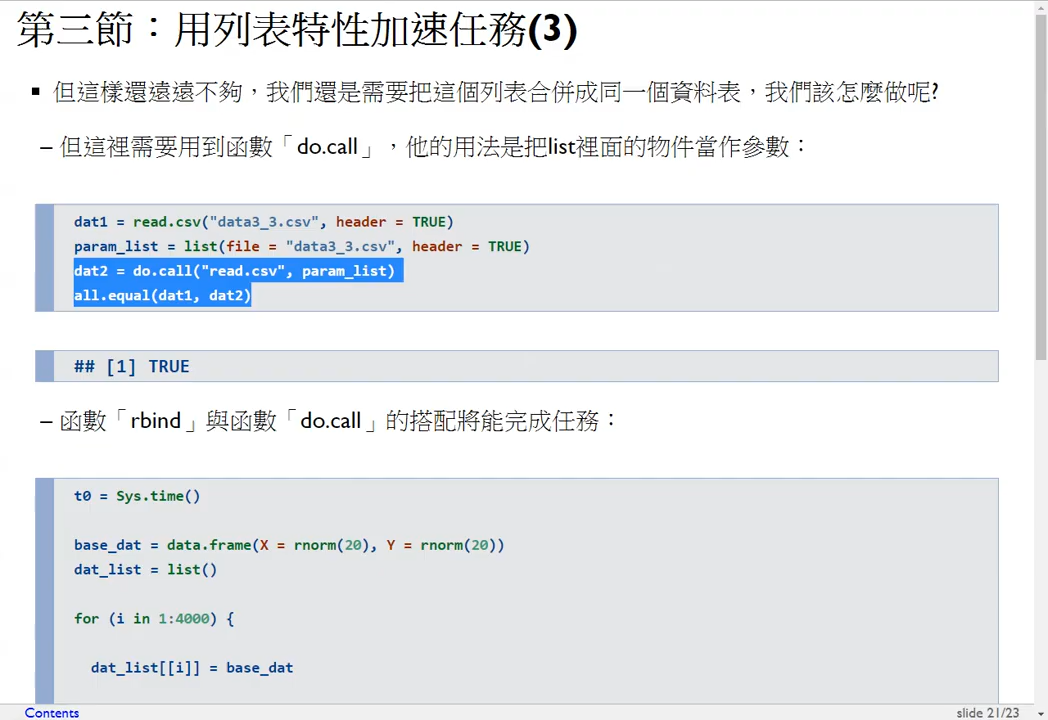 第三節：用列表特性加速任務(3)
但這樣還遠遠不夠，我們還是需要把這個列表合併成同一個資料表，我們該怎麼做呢?
– 但這裡需要用到函數「do.call」，他的用法是把list裡面的物件當作參數：
dat1 = read.csv("data3_3.csv", header = TRUE)
param_list = list(file = "data3_3.csv", header = TRUE)
dat2 = do.call("read.csv", param_list)
all.equal(dat1, dat2)
## [1] TRUE
– 函數「rbind」與函數「do.call」的搭配將能完成任務：
t0 = Sys.time()
base_dat = data.frame(X = rnorm(20), Y = rnorm(20))
dat_list = list()
for (i in 1:4000) {
dat_list[[i]] = base_dat
Contents
slide 21/23